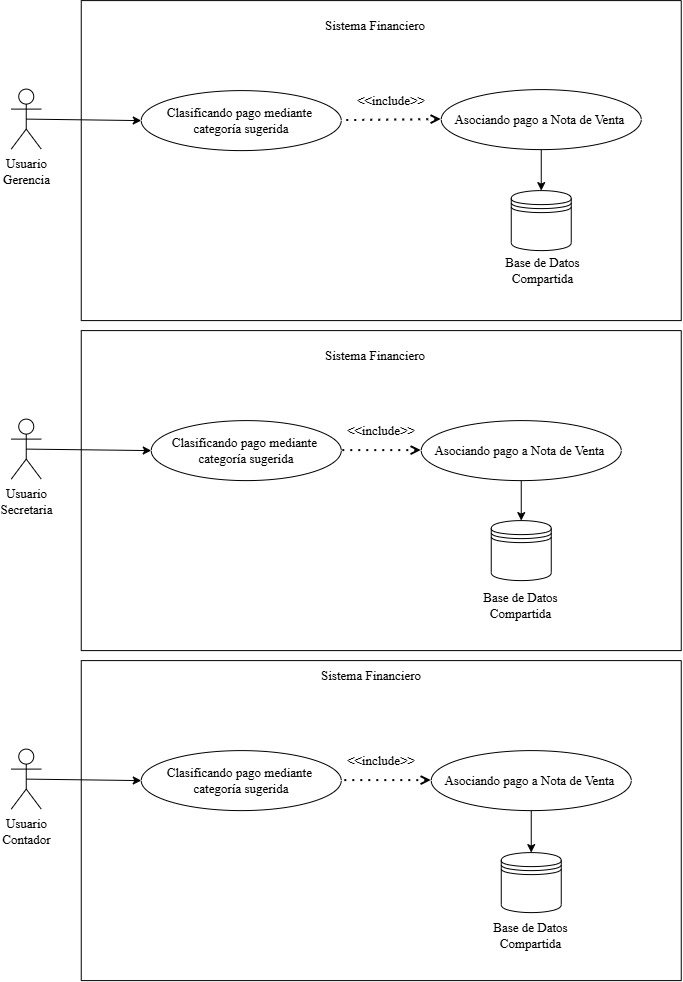 Sistema Financiero
<<include>>
Clasificando pago mediante
categoría sugerida
Asociando pago a Nota de Venta
Usuario
Gerencia
Base de Datos
Compartida
Sistema Financiero
<<include>>
Clasificando pago mediante
categoría sugerida
Asociando pago a Nota de Venta
Usuario
Secretaria
Base de Datos
Compartida
Sistema Financiero
<<include>>
Clasificando pago mediante
categoría sugerida
Asociando pago a Nota de Venta
Usuario
Contador
Base de Datos
Compartida